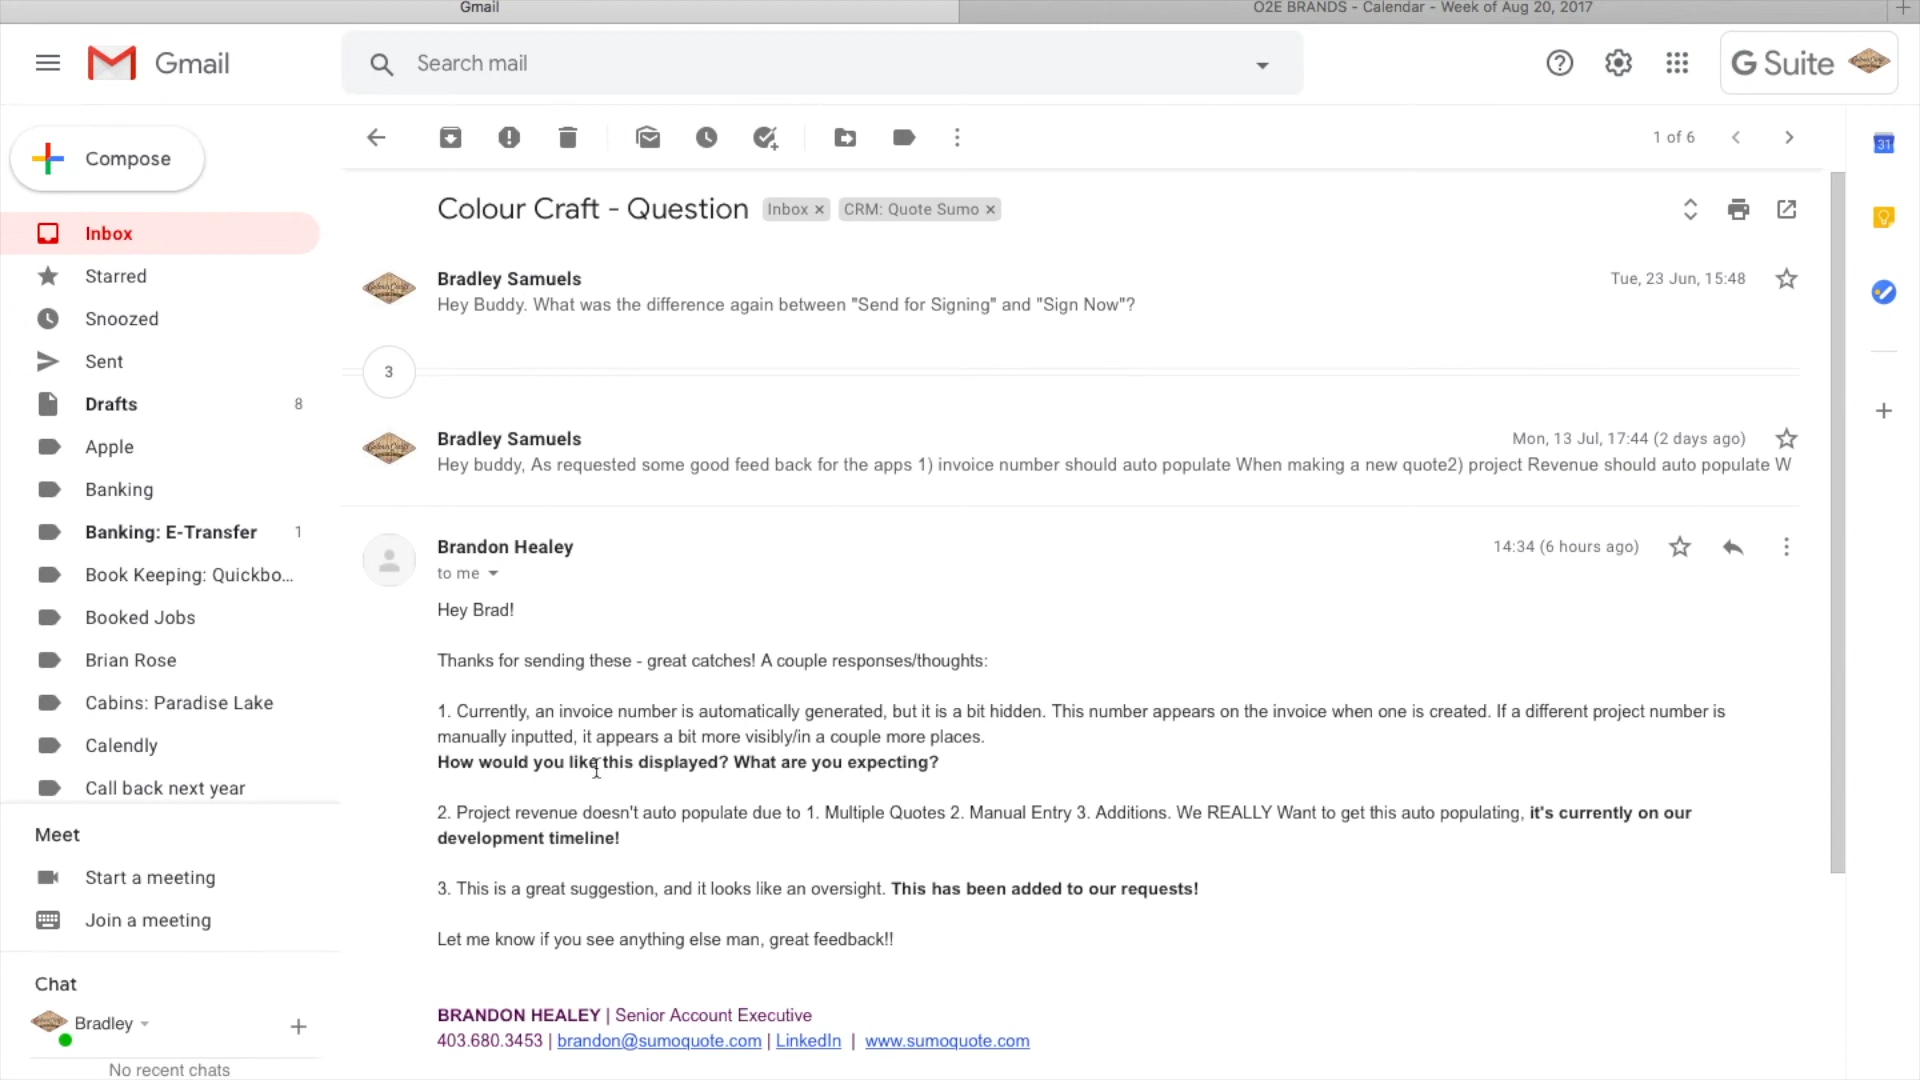 Gmail
O2E BRANDS - Calendar - Week of Aug 20, 2017
Gmail
Search mail
G Suite
Compose
1 of 6
31
Inbox
Starred
Snoozed
Sent
Drafts 8
Apple
Banking
Banking: E-Transfer 1
Book Keeping: Quickbo...
Booked Jobs
Brian Rose
Cabins: Paradise Lake
Calendly
Call back next year
Meet
Start a meeting
Join a meeting
Chat
Bradley
No recent chats
Colour Craft - Question Inbox × CRM: Quote Sumo ×
Bradley Samuels Tue, 23 Jun, 15:48
Hey Buddy. What was the difference again between "Send for Signing" and "Sign Now"?
3
Bradley Samuels Mon, 13 Jul, 17:44 (2 days ago)
Hey buddy, As requested some good feed back for the apps 1) invoice number should auto populate When making a new quote2) project Revenue should auto populate W
Brandon Healey 14:34 (6 hours ago)
to me
Hey Brad!
Thanks for sending these - great catches! A couple responses/thoughts:
1. Currently, an invoice number is automatically generated, but it is a bit hidden. This number appears on the invoice when one is created. If a different project number is
manually inputted, it appears a bit more visibly/in a couple more places.
How would you like this displayed? What are you expecting?
2. Project revenue doesn't auto populate due to 1. Multiple Quotes 2. Manual Entry 3. Additions. We REALLY Want to get this auto populating, it's currently on our
development timeline!
3. This is a great suggestion, and it looks like an oversight. This has been added to our requests!
Let me know if you see anything else man, great feedback!!
BRANDON HEALEY | Senior Account Executive
403.680.3453 | brandon@sumoquote.com | LinkedIn | www.sumoquote.com